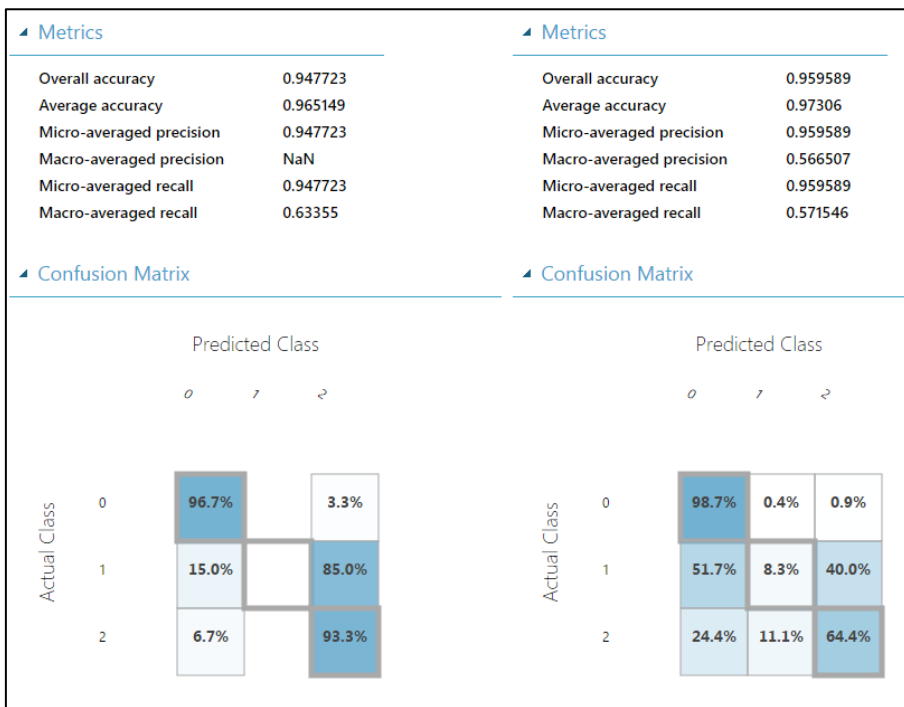 Metrics
Overall accuracy 0.947723
Average accuracy 0.965149
Micro-averaged precision 0.947723
Macro-averaged precision NaN
Micro-averaged recall 0.947723
Macro-averaged recall 0.63355
Confusion Matrix
Predicted Class
0 1 2
Actual Class
0 96.7% 3.3%
1 15.0% 85.0%
2 6.7% 93.3%
Metrics
Overall accuracy 0.959589
Average accuracy 0.97306
Micro-averaged precision 0.959589
Macro-averaged precision 0.566507
Micro-averaged recall 0.959589
Macro-averaged recall 0.571546
Confusion Matrix
Predicted Class
0 1 2
Actual Class
0 98.7% 0.4% 0.9%
1 51.7% 8.3% 40.0%
2 24.4% 11.1% 64.4%